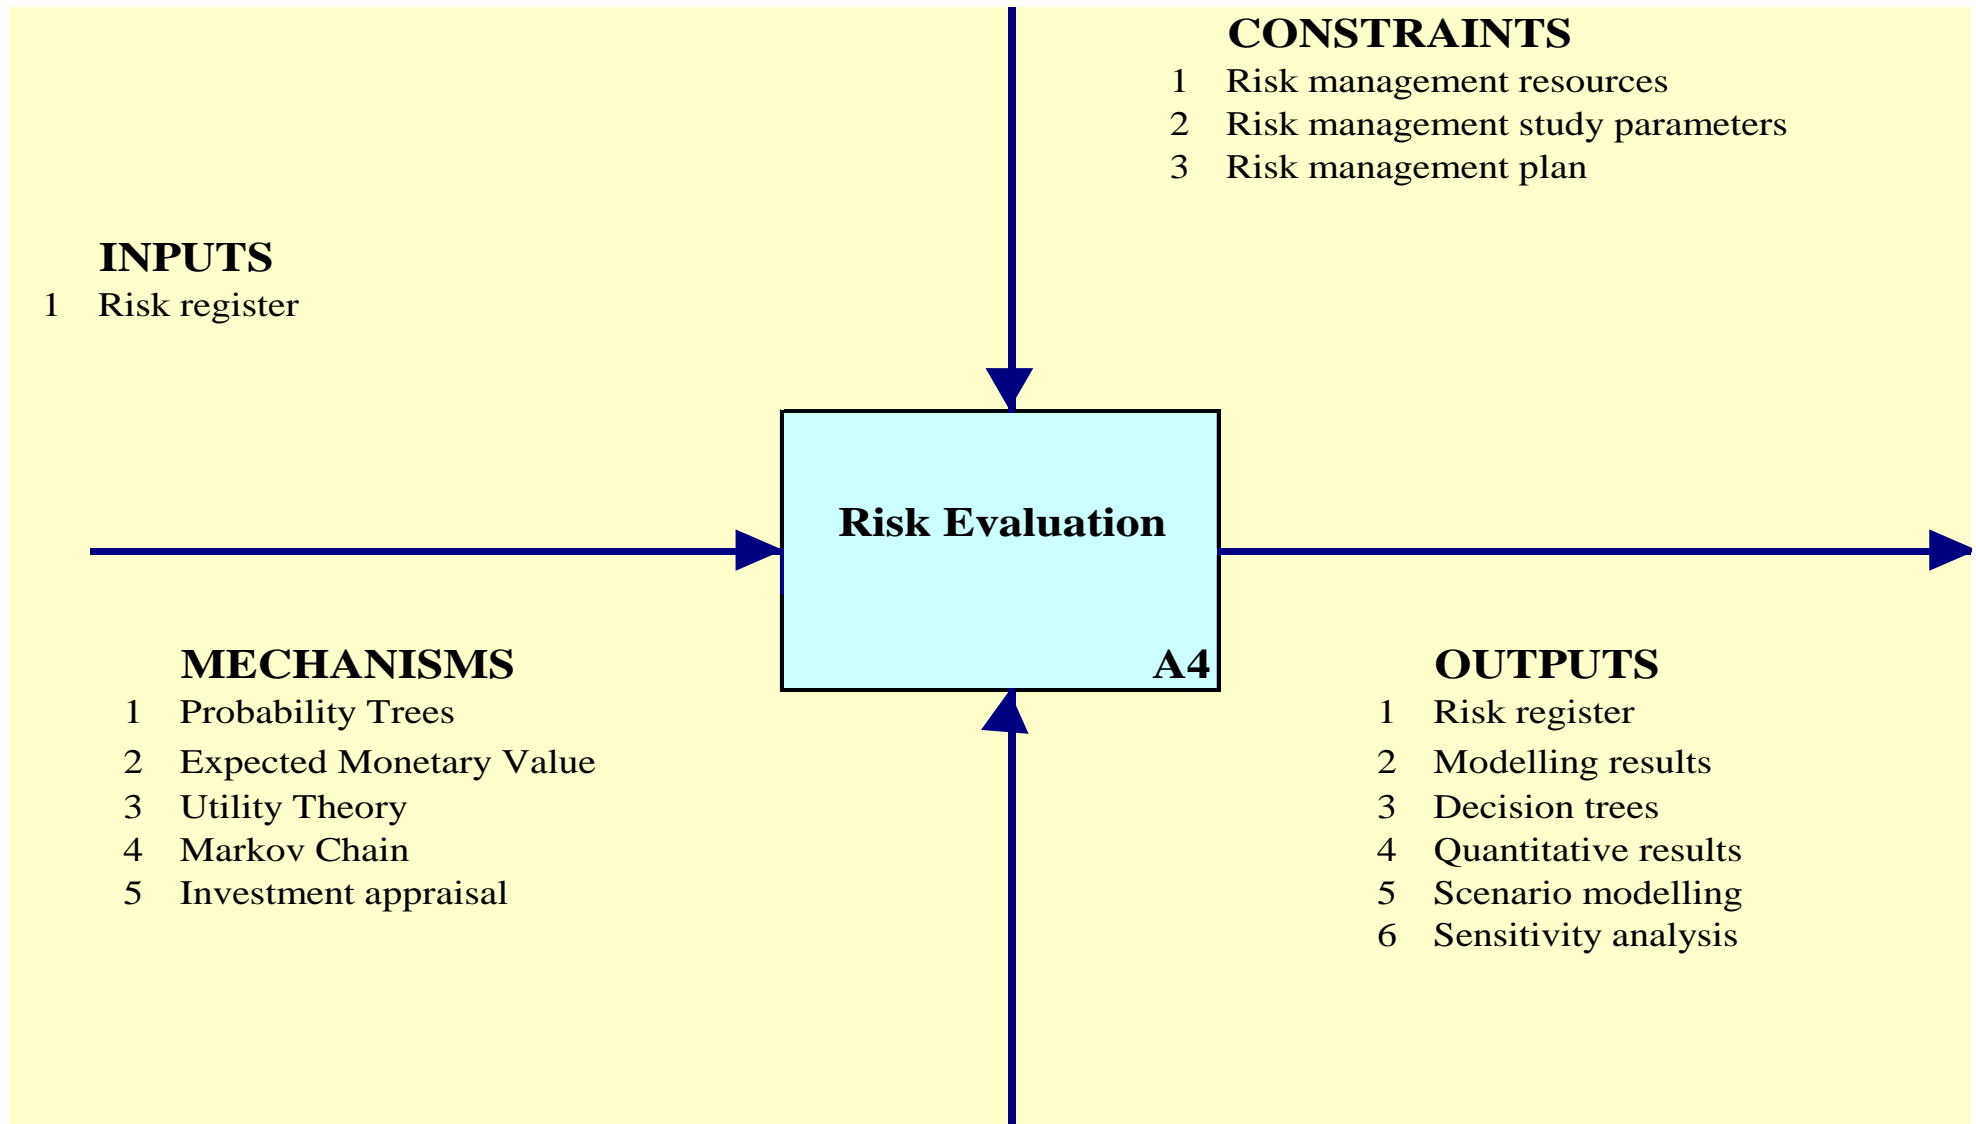 CONSTRAINTS
1 Risk management resources
2 Risk management study parameters
3 Risk management plan
INPUTS
1 Risk register
Risk Evaluation
A4
MECHANISMS
1 Probability Trees
2 Expected Monetary Value
3 Utility Theory
4 Markov Chain
5 Investment appraisal
OUTPUTS
1 Risk register
2 Modelling results
3 Decision trees
4 Quantitative results
5 Scenario modelling
6 Sensitivity analysis